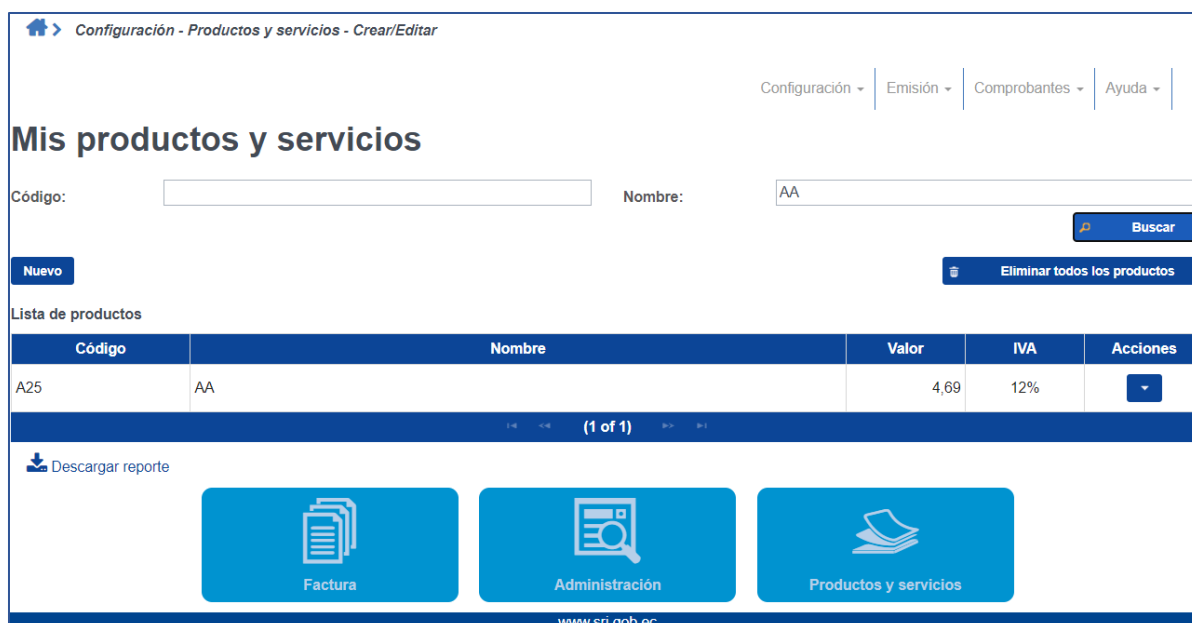 Configuración - Productos y servicios - Crear/Editar
Configuración Emisión Comprobantes Ayuda
Mis productos y servicios
Código: Nombre: AA
Buscar
Nuevo Eliminar todos los productos
Lista de productos
Código Nombre Valor IVA Acciones
A25 AA 4,69 12%
(1 of 1)
Descargar reporte
Factura Administración Productos y servicios
www.sri.gob.ec